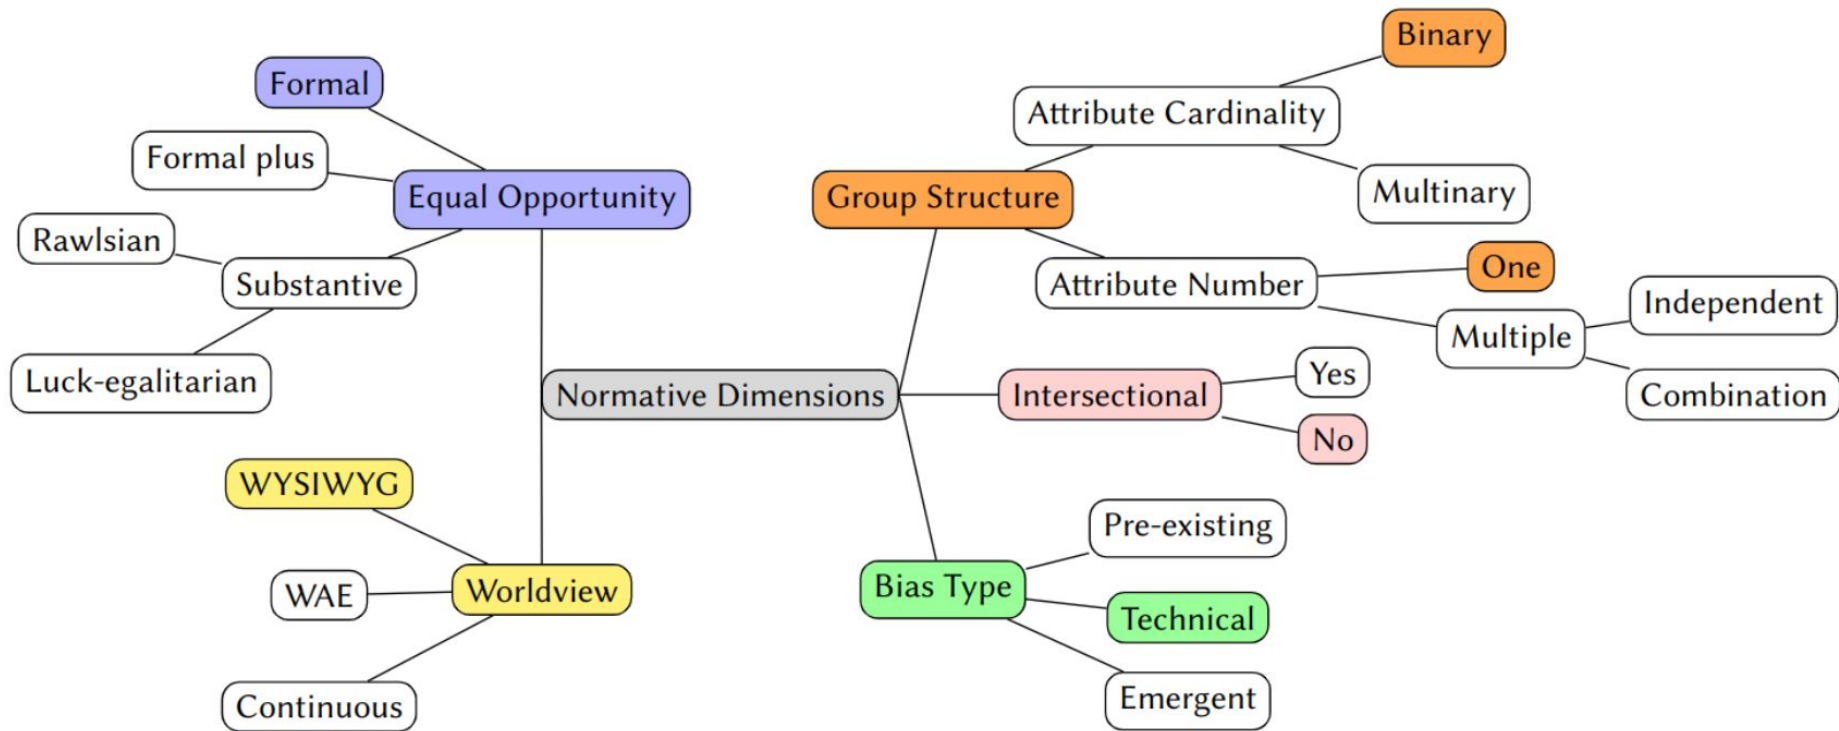 Binary
Formal
Attribute Cardinality
Formal plus
Equal Opportunity
Group Structure
Multinary
Rawlsian
Substantive
Attribute Number
One
Independent
Multiple
Luck-egalitarian
Normative Dimensions
Intersectional
Yes
Combination
No
WYSIWYG
Pre-existing
WAE
Worldview
Bias Type
Technical
Continuous
Emergent